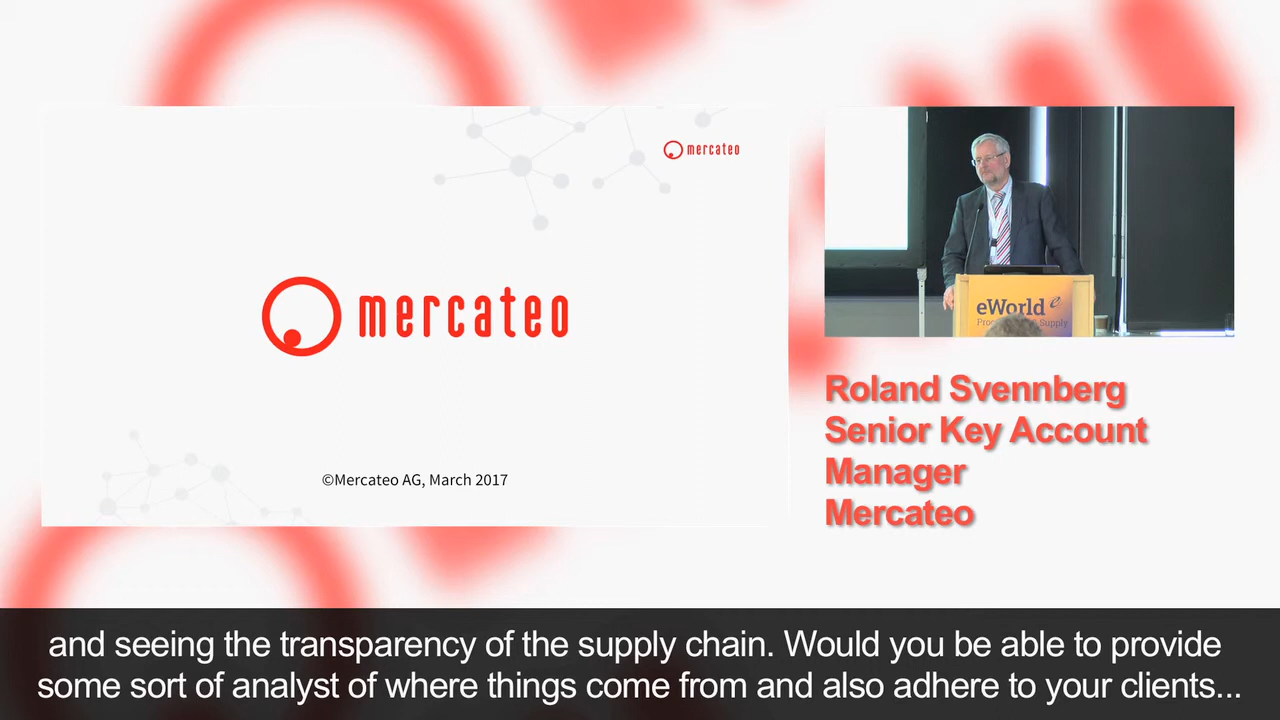 mercateo
mercateo
©Mercateo AG, March 2017
eWorld e
Supply
Roland Svennberg
Senior Key Account
Manager
Mercateo
and seeing the transparency of the supply chain. Would you be able to provide
some sort of analyst of where things come from and also adhere to your clients...